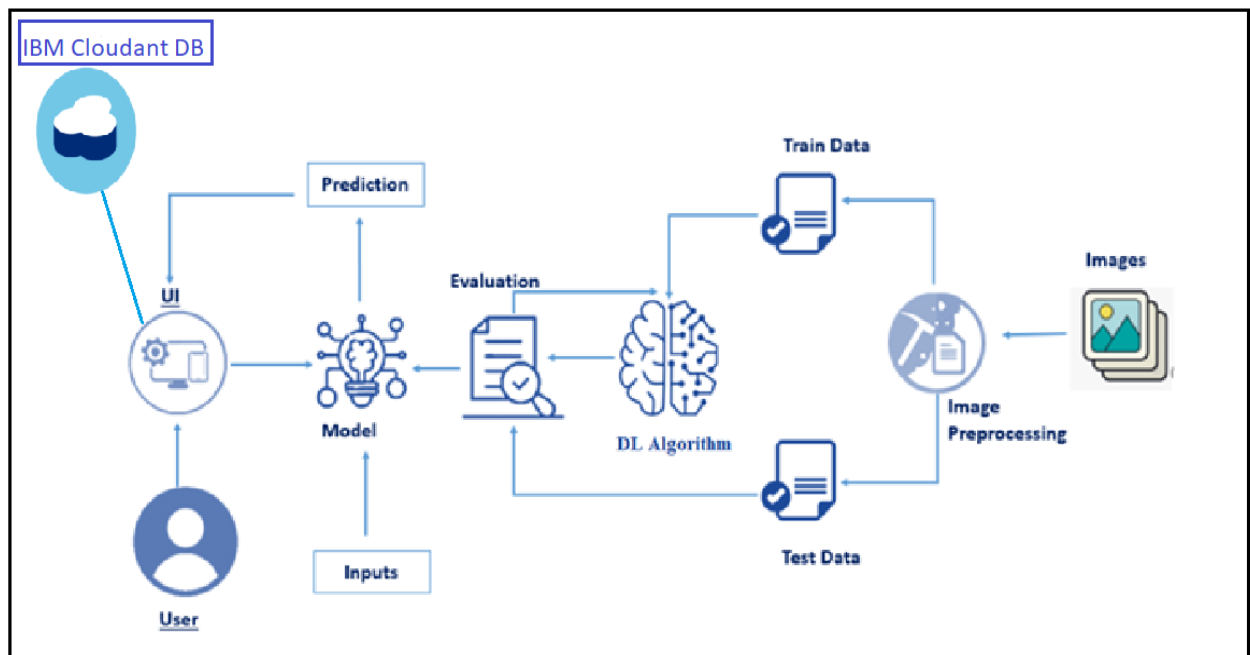 IBM Cloudant DB
Train Data
Prediction
Images
Evaluation
UI
Image
Preprocessing
Model
DL Algorithm
Test Data
Inputs
User